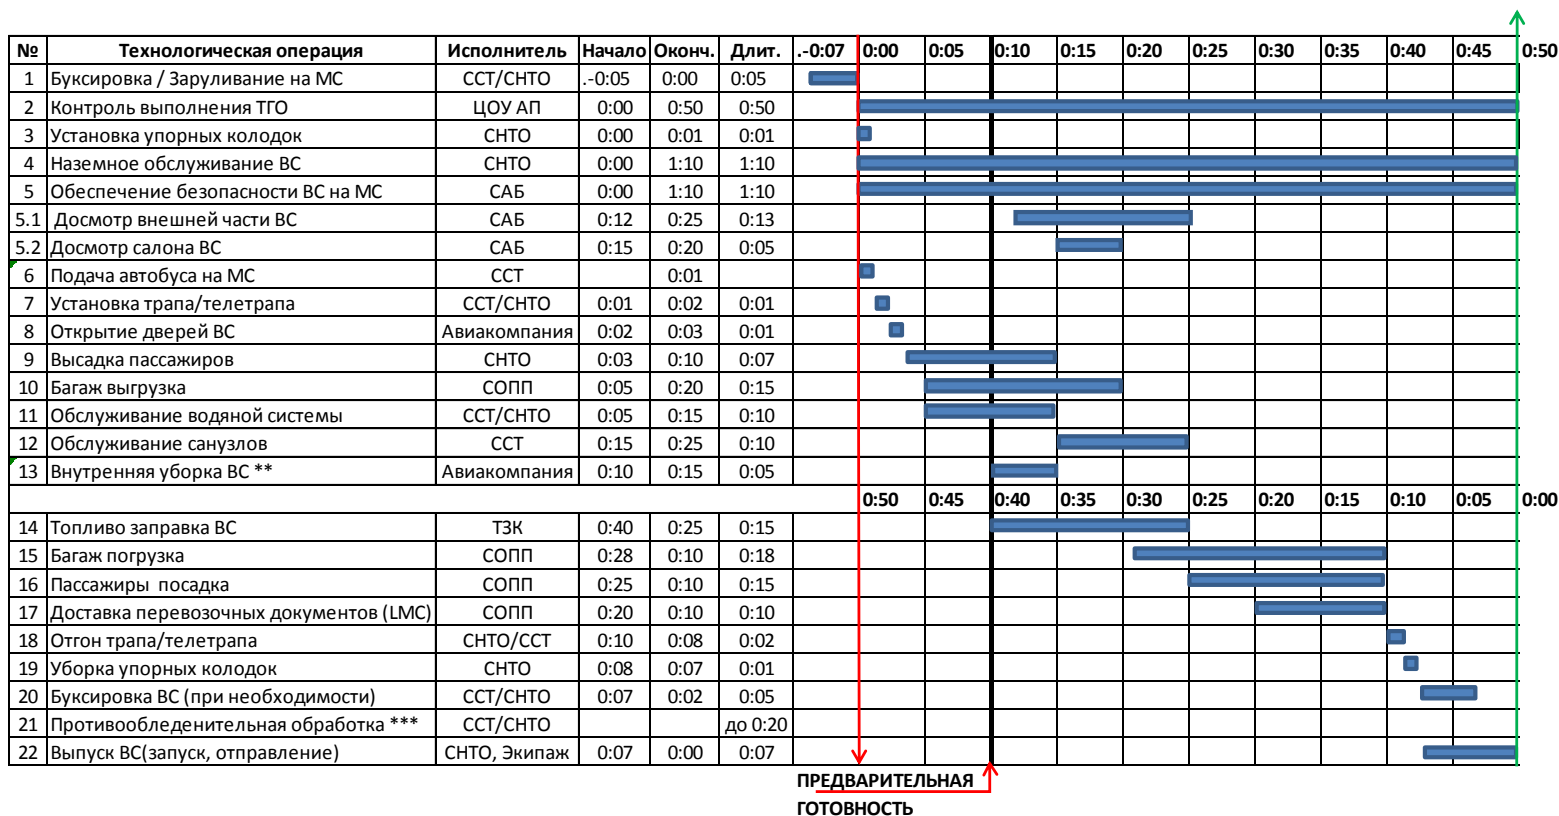 № Технологическая операция Исполнитель Начало Оконч. Длит. .-0:07 0:00 0:05 0:10 0:15 0:20 0:25 0:30 0:35 0:40 0:45 0:50
1 Буксировка / Заруливание на МС ССТ/СНТО .-0:05 0:00 0:05
2 Контроль выполнения ТГО ЦОУ АП 0:00 0:50 0:50
3 Установка упорных колодок СНТО 0:00 0:01 0:01
4 Наземное обслуживание ВС СНТО 0:00 1:10 1:10
5 Обеспечение безопасности ВС на МС САБ 0:00 1:10 1:10
5.1 Досмотр внешней части ВС САБ 0:12 0:25 0:13
5.2 Досмотр салона ВС САБ 0:15 0:20 0:05
6 Подача автобуса на МС ССТ 0:01
7 Установка трапа/телетрапа ССТ/СНТО 0:01 0:02 0:01
8 Открытие дверей ВС Авиакомпания 0:02 0:03 0:01
9 Высадка пассажиров СНТО 0:03 0:10 0:07
10 Багаж выгрузка СОПП 0:05 0:20 0:15
11 Обслуживание водяной системы ССТ/СНТО 0:05 0:15 0:10
12 Обслуживание санузлов ССТ 0:15 0:25 0:10
13 Внутренняя уборка ВС ** Авиакомпания 0:10 0:15 0:05
0:50 0:45 0:40 0:35 0:30 0:25 0:20 0:15 0:10 0:05 0:00
14 Топливо заправка ВС ТЗК 0:40 0:25 0:15
15 Багаж погрузка СОПП 0:28 0:10 0:18
16 Пассажиры посадка СОПП 0:25 0:10 0:15
17 Доставка перевозочных документов (LMC) СОПП 0:20 0:10 0:10
18 Отгон трапа/телетрапа СНТО/ССТ 0:10 0:08 0:02
19 Уборка упорных колодок СНТО 0:08 0:07 0:01
20 Буксировка ВС (при необходимости) ССТ/СНТО 0:07 0:02 0:05
21 Противообледенительная обработка *** ССТ/СНТО до 0:20
22 Выпуск ВС(запуск, отправление) СНТО, Экипаж 0:07 0:00 0:07
ПРЕДВАРИТЕЛЬНАЯ
ГОТОВНОСТЬ